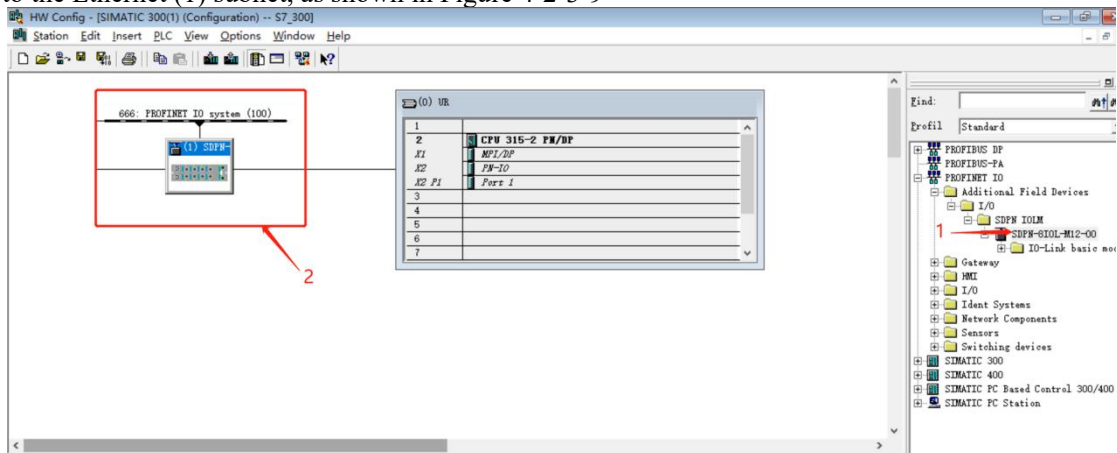 to the Ethernet (1) subnet, as shown in Figure 4-2-3-9
HW Config - [SIMATIC 300(1) (Configuration) -- S7_300]
Station Edit Insert PLC View Options Window Help
666: PROFINET IO system (100)
(1) SDPN-
2
(0) UR
1
2 CPU 315-2 PN/DP
X1 MPI/DP
X2 PN-IO
X2 P1 Port 1
3
4
5
6
7
Find:
Profil Standard
PROFIBUS DP
PROFIBUS-PA
PROFINET IO
Additional Field Devices
I/O
SDPN IOLM
1 SDPN-8IOL-M12-00
IO-Link basic mod
Gateway
HMI
I/O
Ident Systems
Network Components
Sensors
Switching devices
SIMATIC 300
SIMATIC 400
SIMATIC PC Based Control 300/400
SIMATIC PC Station